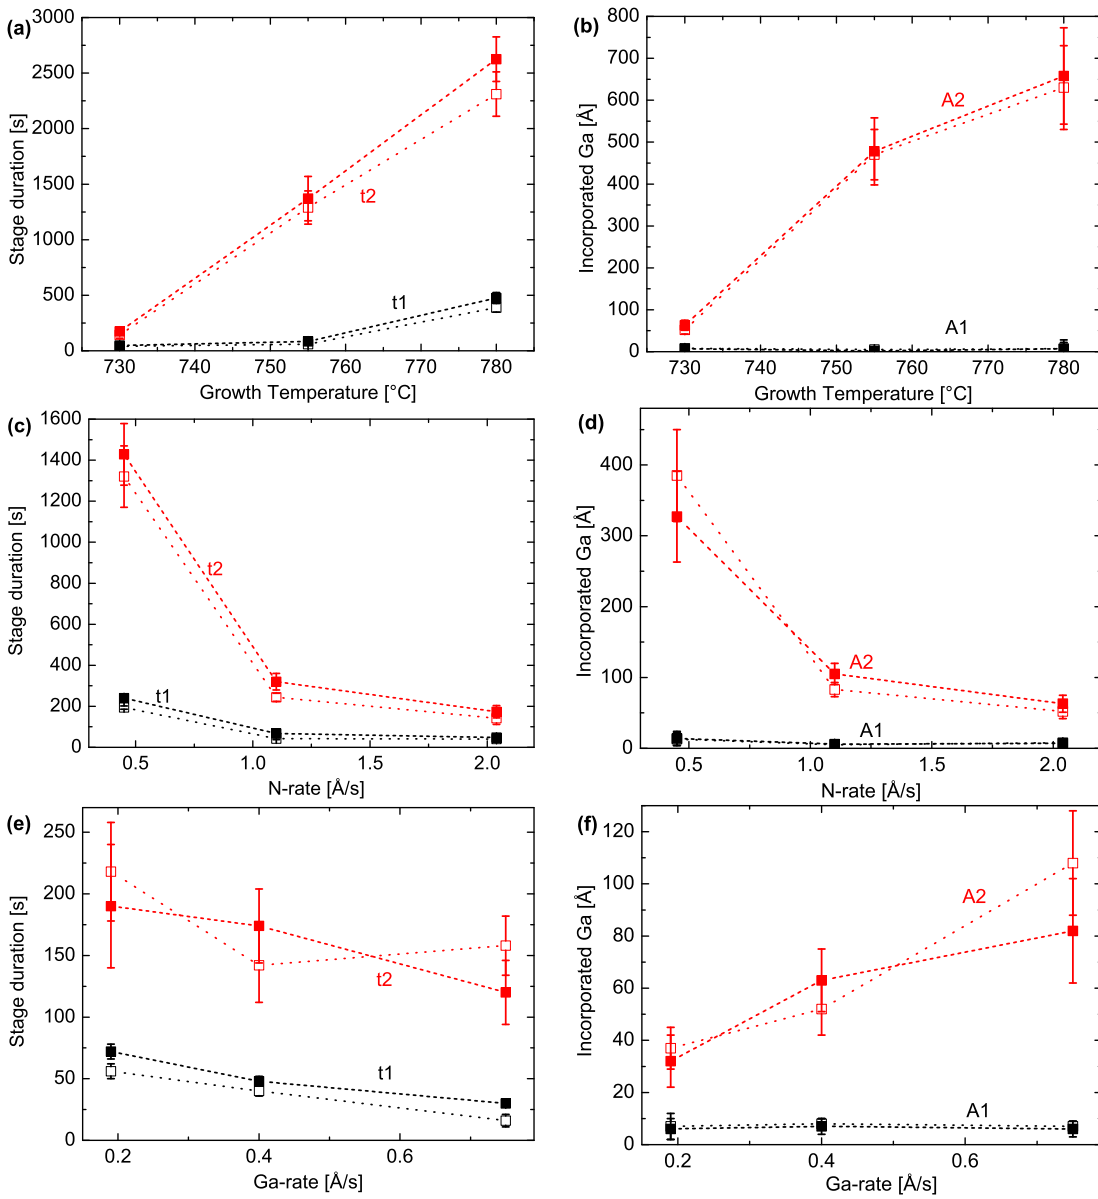 (a)
3000
2500
2000
1500
1000
500
0
Stage duration [s]
t2
t1
730 740 750 760 770 780
Growth Temperature [°C]
(b)
800
700
600
500
400
300
200
100
0
Incorporated Ga [Å]
A2
A1
730 740 750 760 770 780
Growth Temperature [°C]
(c)
1600
1400
1200
1000
800
600
400
200
0
Stage duration [s]
t2
t1
0.5 1.0 1.5 2.0
N-rate [Å/s]
(d)
400
300
200
100
0
Incorporated Ga [Å]
A2
A1
0.5 1.0 1.5 2.0
N-rate [Å/s]
(e)
250
200
150
100
50
0
Stage duration [s]
t2
t1
0.2 0.4 0.6
Ga-rate [Å/s]
(f)
120
100
80
60
40
20
0
Incorporated Ga [Å]
A2
A1
0.2 0.4 0.6
Ga-rate [Å/s]